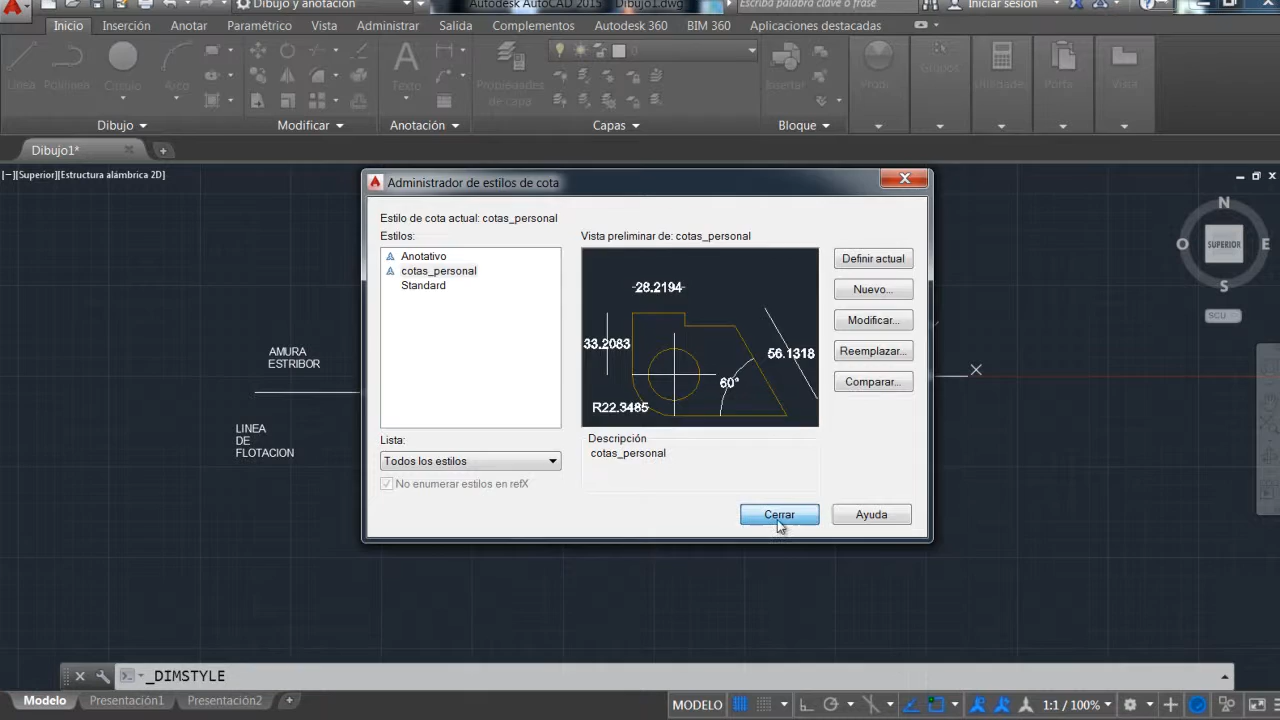 Dibujo y anotación
Autodesk AutoCAD 2015
Dibujo1.dwg
Escriba palabra clave o frase
Iniciar sesión
Inicio
Inserción
Anotar
Paramétrico
Vista
Administrar
Salida
Complementos
Autodesk 360
BIM 360
Aplicaciones destacadas
Línea
Polilínea
Círculo
Arco
Texto
Propiedades
de capa
0
Insertar
Grupos
Utilidade
Porta
Vista
Dibujo
Modificar
Anotación
Capas
Bloque
Dibujo1*
[−][Superior][Estructura alámbrica 2D]
Administrador de estilos de cota
Estilo de cota actual: cotas_personal
Estilos:
Anotativo
cotas_personal
Standard
Vista preliminar de: cotas_personal
28.2194
33.2083
56.1318
60°
R22.3485
Definir actual
Nuevo...
Modificar...
Reemplazar...
Comparar...
Lista:
Todos los estilos
No enumerar estilos en refX
Descripción
cotas_personal
Cerrar
Ayuda
AMURA
ESTRIBOR
LINEA
DE
FLOTACION
N
O
SUPERIOR
E
S
SCU
_DIMSTYLE
Modelo
Presentación1
Presentación2
MODELO
1:1 / 100%